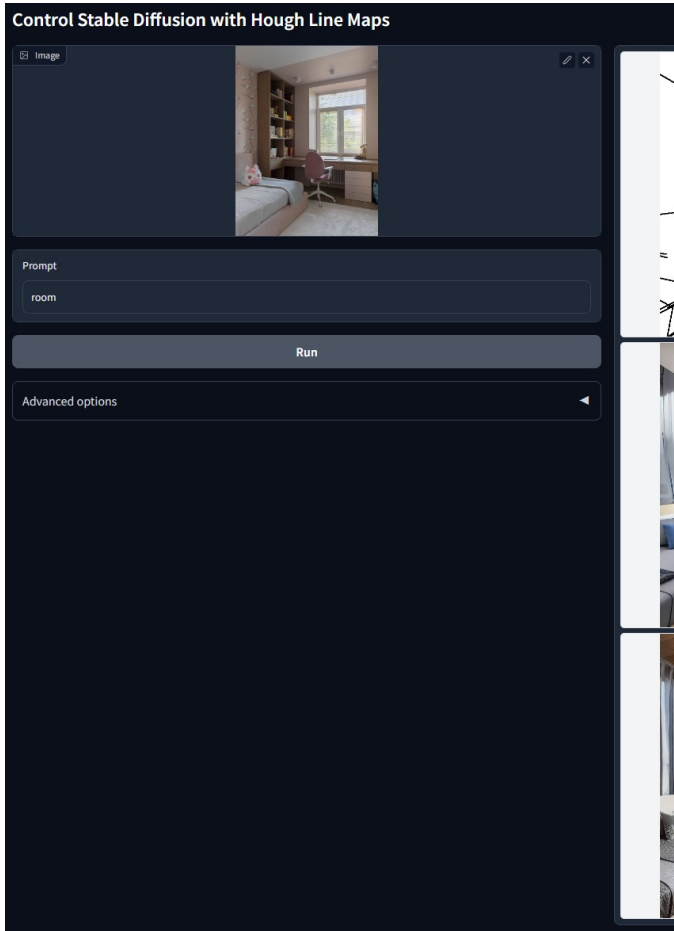 Control Stable Diffusion with Hough Line Maps
Image
Prompt
room
Run
Advanced options